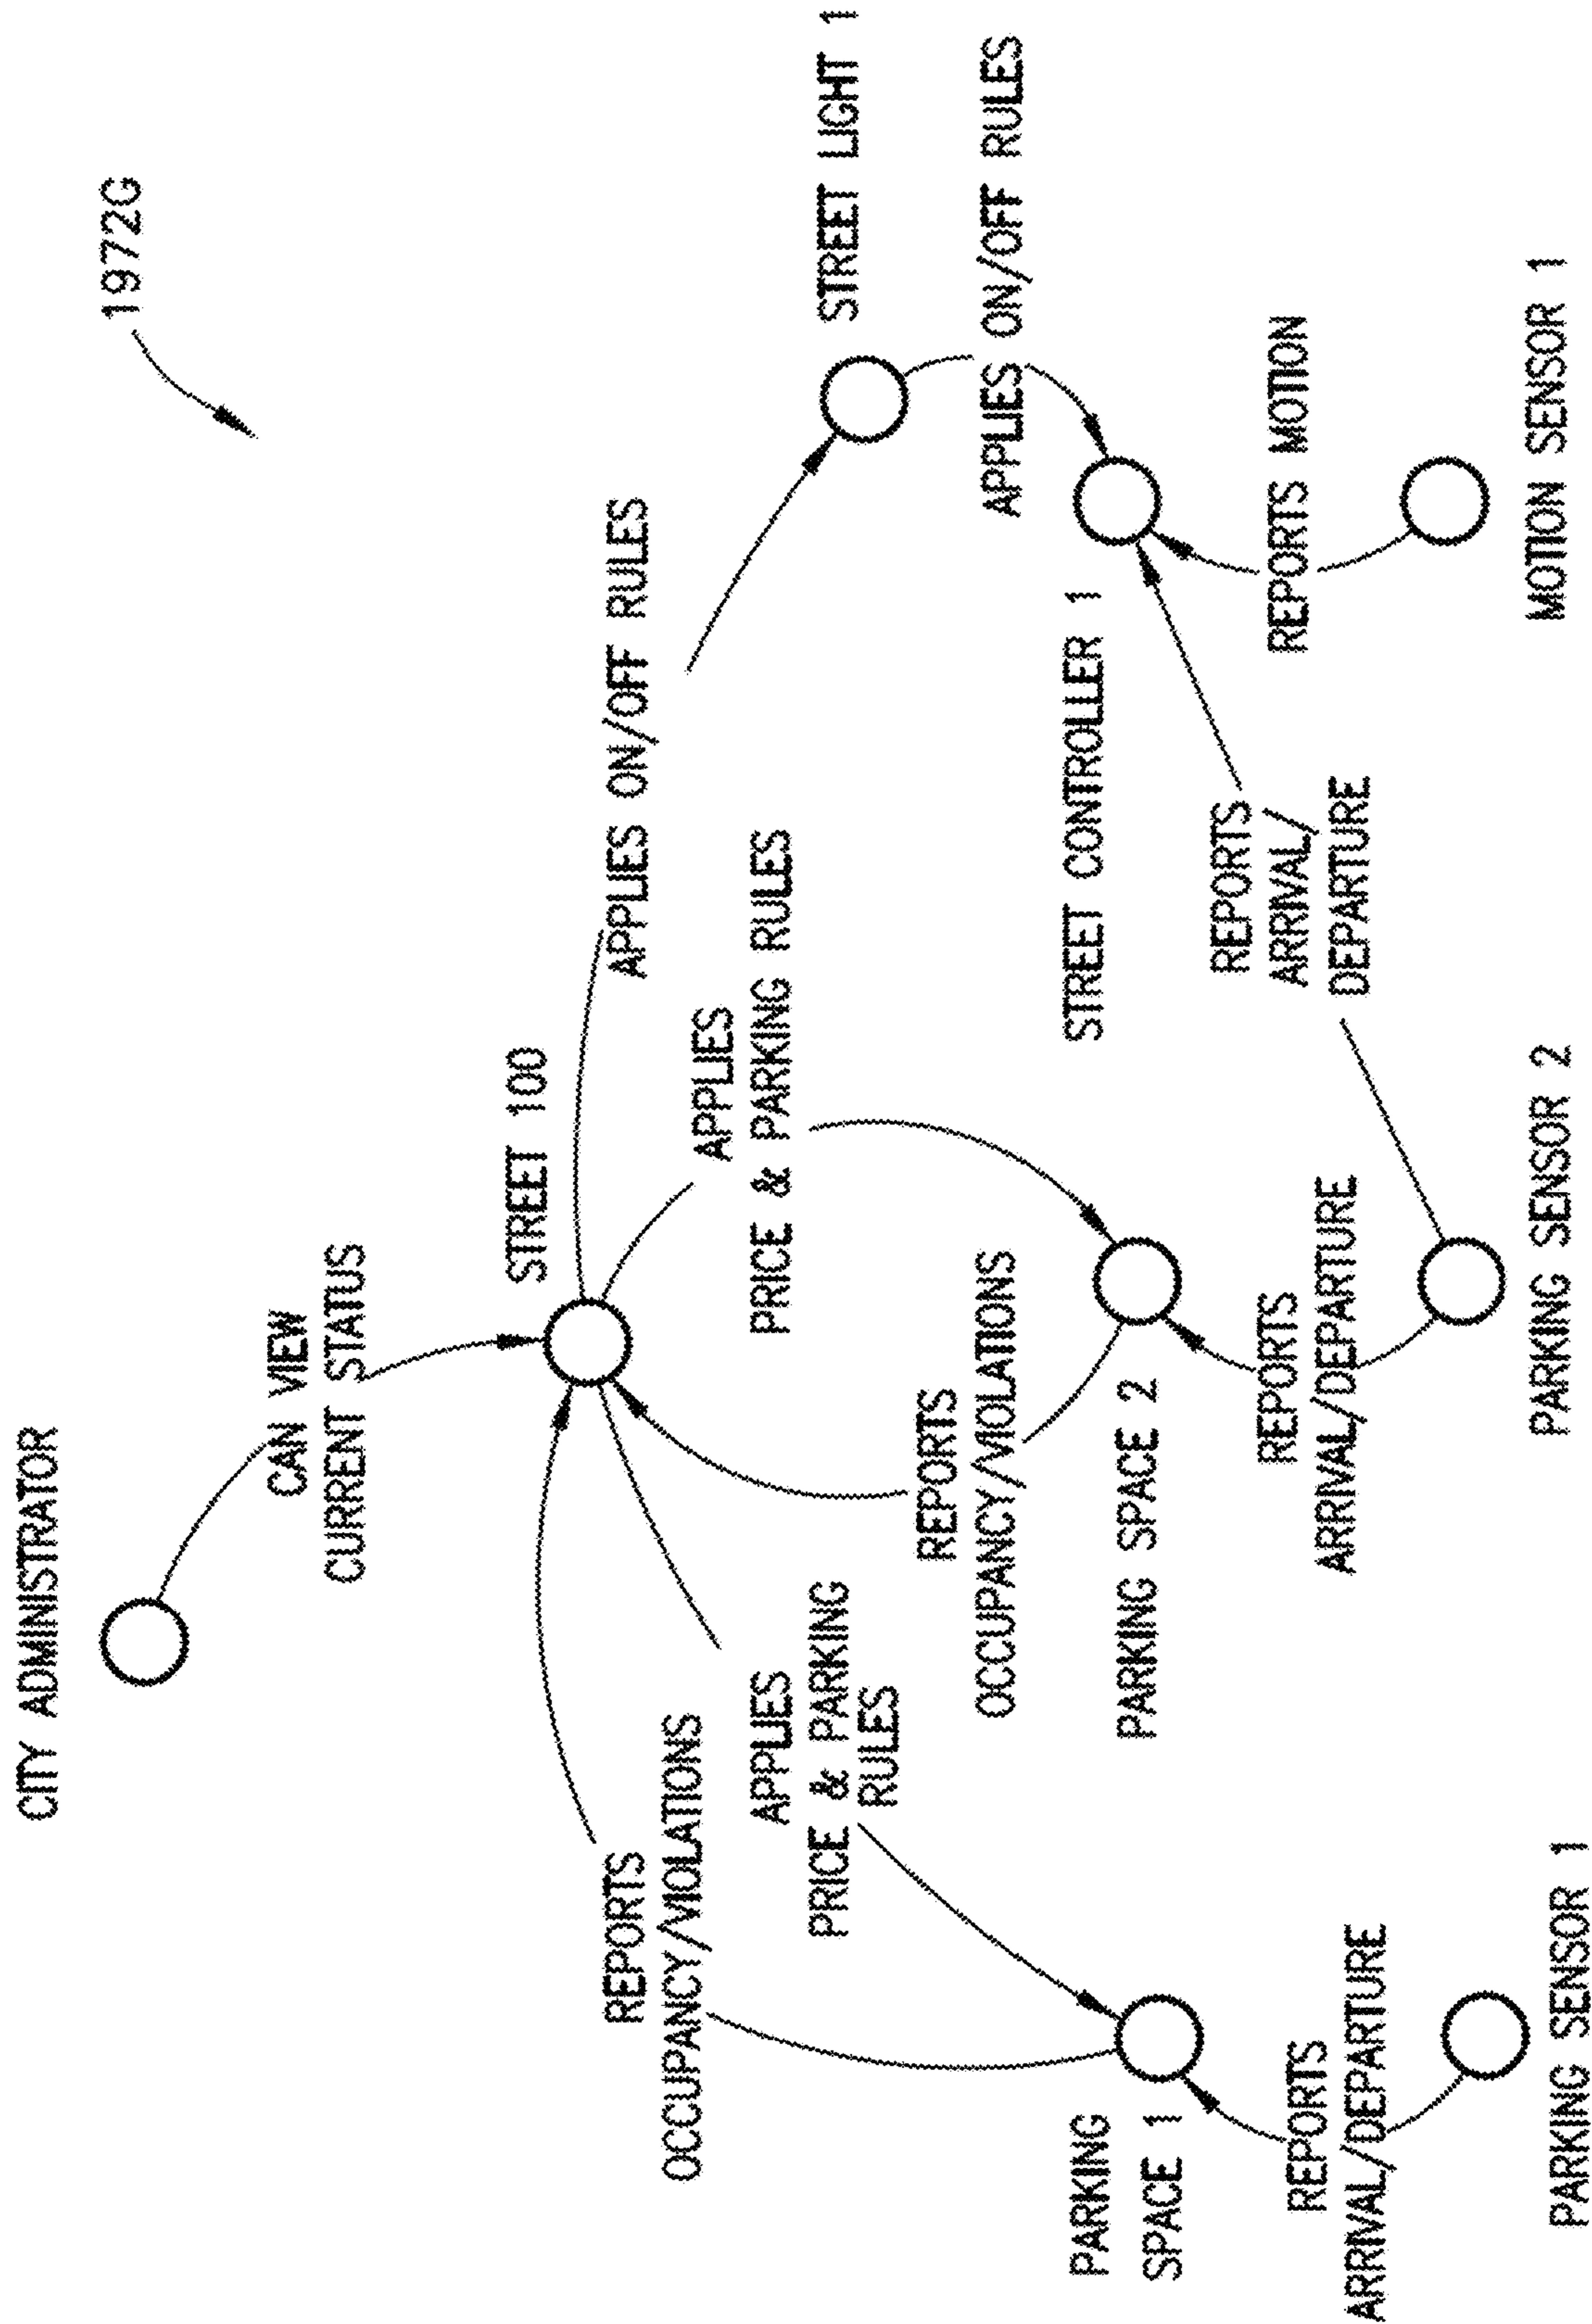 CITY ADMINISTRATOR
1972G
CAN VIEW
CURRENT STATUS
STREET 100
APPLIES ON/OFF RULES
STREET LIGHT 1
REPORTS
OCCUPANCY/VIOLATIONS
APPLIES
PRICE & PARKING
RULES
APPLIES
PRICE & PARKING RULES
REPORTS
OCCUPANCY/VIOLATIONS
APPLIES ON/OFF RULES
PARKING
SPACE 1
PARKING SPACE 2
STREET CONTROLLER 1
REPORTS
ARRIVAL/DEPARTURE
REPORTS
ARRIVAL/DEPARTURE
REPORTS
ARRIVAL/
DEPARTURE
REPORTS MOTION
PARKING SENSOR 1
PARKING SENSOR 2
MOTION SENSOR 1